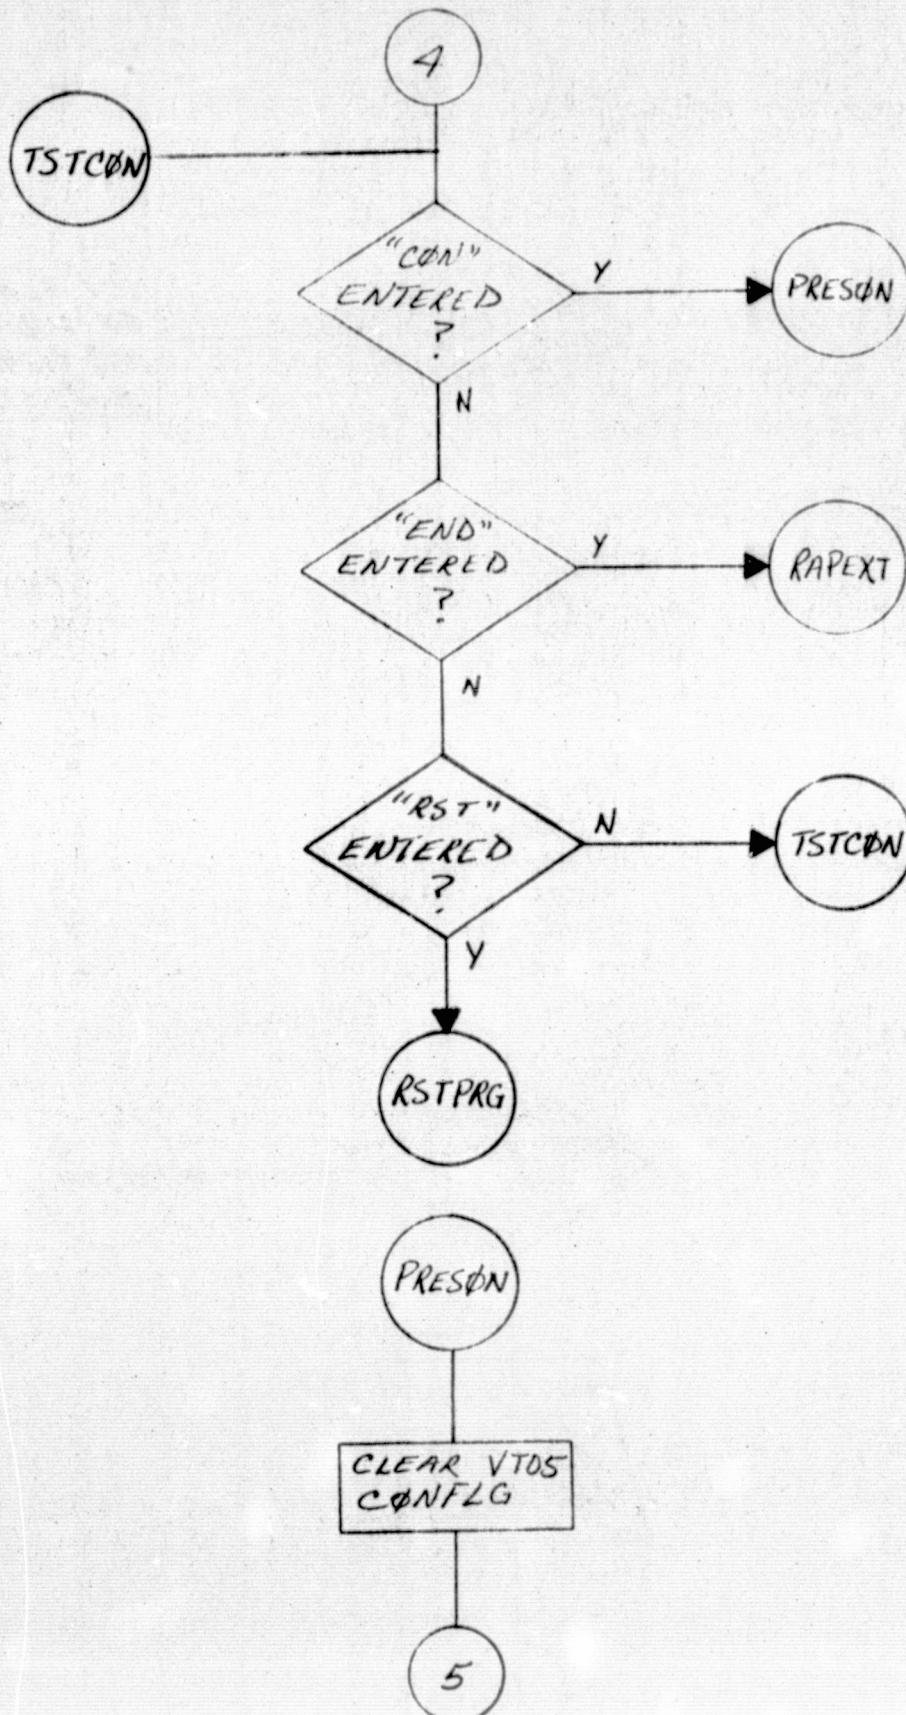 4
TSTCØN
"CØN"
ENTERED
?
Y
PRESØN
N
"END"
ENTERED
?
Y
RAPEXT
N
"RST"
ENTERED
?
N
TSTCØN
Y
RSTPRG
PRESØN
CLEAR VT05
CØNFLG
5